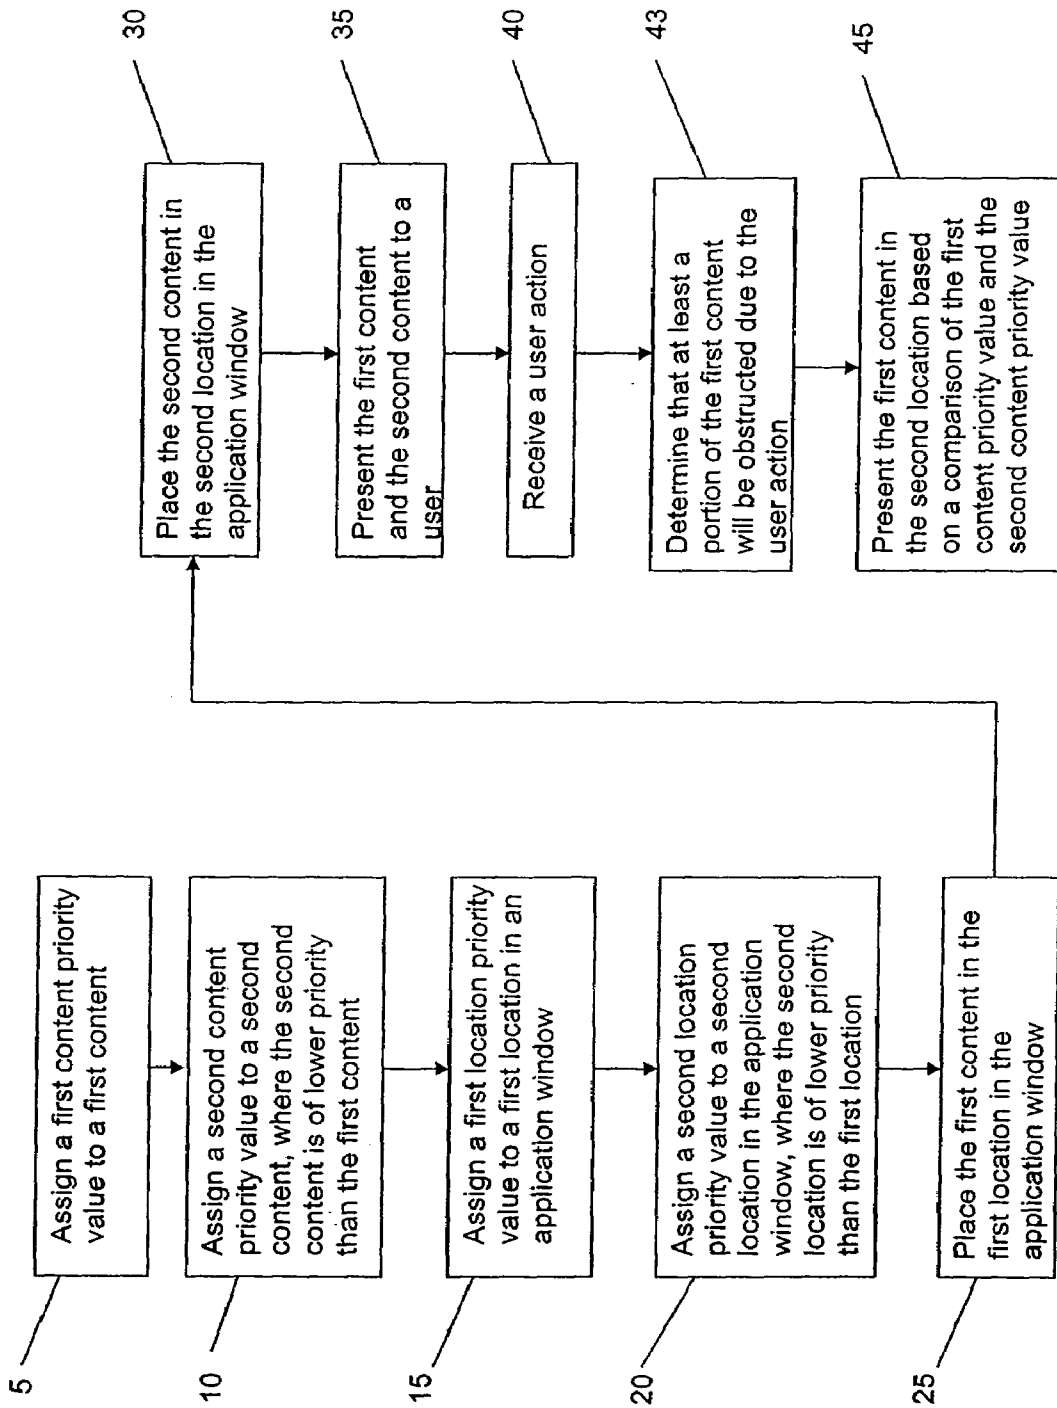 5
Assign a first content priority
value to a first content
10
Assign a second content
priority value to a second
content, where the second
content is of lower priority
than the first content
15
Assign a first location priority
value to a first location in an
application window
20
Assign a second location
priority value to a second
location in the application
window, where the second
location is of lower priority
than the first location
25
Place the first content in the
first location in the
application window
30
Place the second content in
the second location in the
application window
35
Present the first content
and the second content to a
user
40
Receive a user action
43
Determine that at least a
portion of the first content
will be obstructed due to the
user action
45
Present the first content in
the second location based
on a comparison of the first
content priority value and the
second content priority value